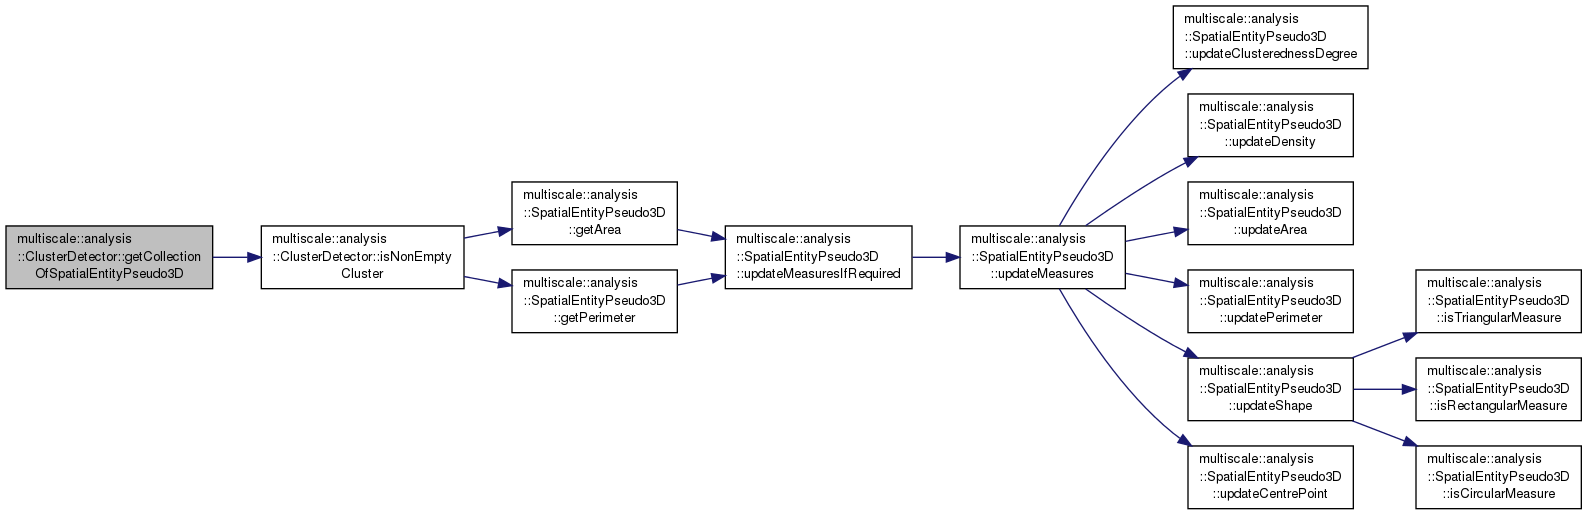 multiscale::analysis
::ClusterDetector::getCollection
OfSpatialEntityPseudo3D
multiscale::analysis
::ClusterDetector::isNonEmpty
Cluster
multiscale::analysis
::SpatialEntityPseudo3D
::getArea
multiscale::analysis
::SpatialEntityPseudo3D
::getPerimeter
multiscale::analysis
::SpatialEntityPseudo3D
::updateMeasuresIfRequired
multiscale::analysis
::SpatialEntityPseudo3D
::updateMeasures
multiscale::analysis
::SpatialEntityPseudo3D
::updateClusterednessDegree
multiscale::analysis
::SpatialEntityPseudo3D
::updateDensity
multiscale::analysis
::SpatialEntityPseudo3D
::updateArea
multiscale::analysis
::SpatialEntityPseudo3D
::updatePerimeter
multiscale::analysis
::SpatialEntityPseudo3D
::updateShape
multiscale::analysis
::SpatialEntityPseudo3D
::updateCentrePoint
multiscale::analysis
::SpatialEntityPseudo3D
::isTriangularMeasure
multiscale::analysis
::SpatialEntityPseudo3D
::isRectangularMeasure
multiscale::analysis
::SpatialEntityPseudo3D
::isCircularMeasure